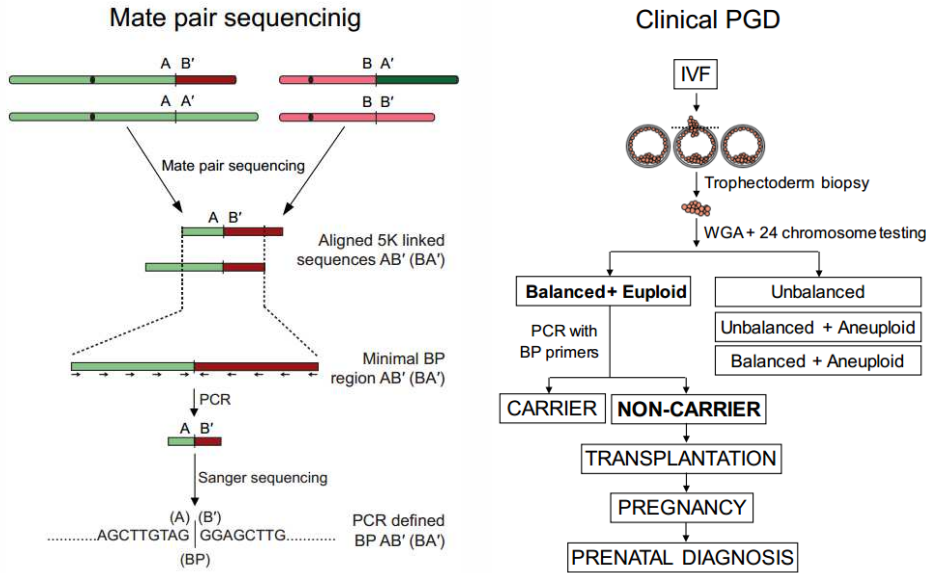 Mate pair sequencinig
A B′
B A′
A A′
B B′
Mate pair sequencing
A B′
Aligned 5K linked
sequences AB′ (BA′)
Minimal BP
region AB′ (BA′)
PCR
A B′
Sanger sequencing
(A) (B′)
............AGCTTGTAG GGAGCTTG............
(BP)
PCR defined
BP AB′ (BA′)
Clinical PGD
IVF
Trophectoderm biopsy
WGA + 24 chromosome testing
Balanced + Euploid
Unbalanced
Unbalanced + Aneuploid
Balanced + Aneuploid
PCR with
BP primers
CARRIER
NON-CARRIER
TRANSPLANTATION
PREGNANCY
PRENATAL DIAGNOSIS